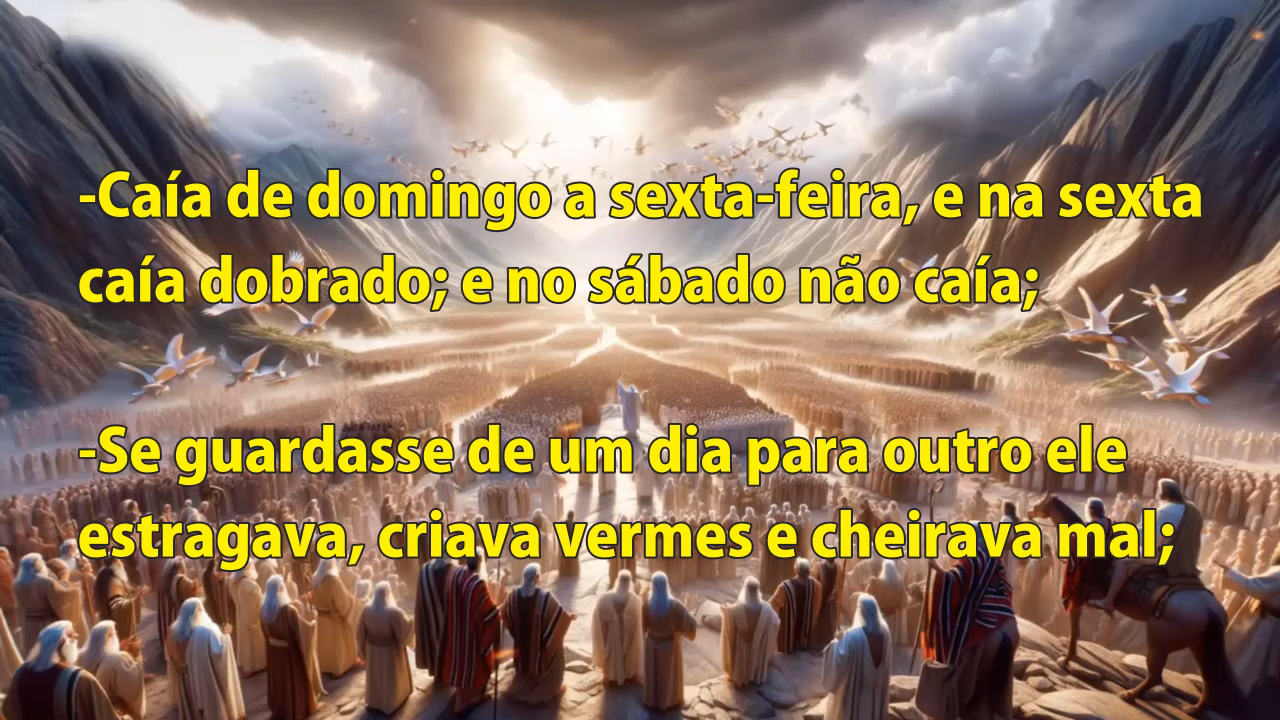 -Caía de domingo a sexta-feira, e na sexta
caía dobrado; e no sábado não caía;
-Se guardasse de um dia para outro ele
estragava, criava vermes e cheirava mal;